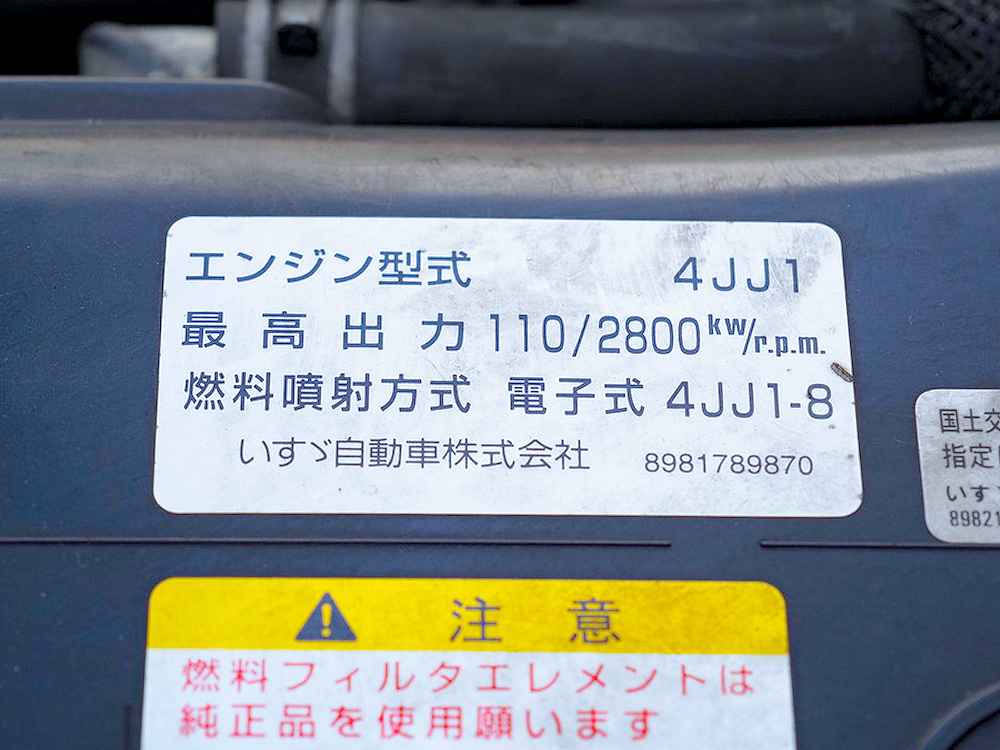 エンジン型式 4JJ1
最高出力 110/2800kw/r.p.m.
燃料噴射方式 電子式 4JJ1-8
いすゞ自動車株式会社 8981789870
国土交
指定
いす
89821
注意
燃料フィルタエレメントは
純正品を使用願います